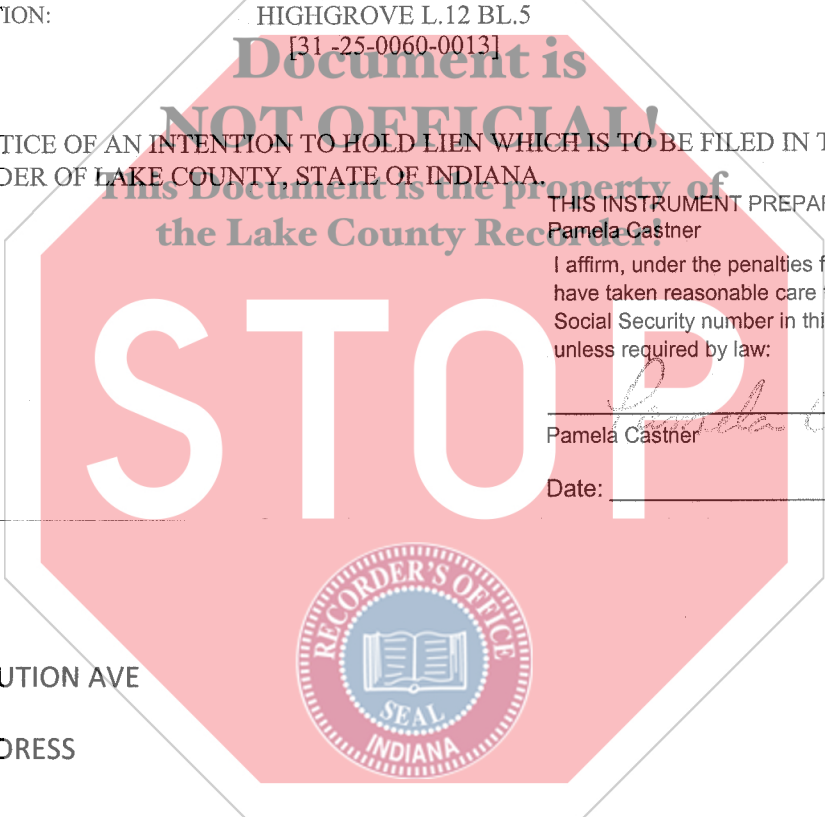 TION:
HIGHGROVE L.12 BL.5
[31 -25-0060-0013]
Document is
NOT OFFICIAL!
TICE OF AN INTENTION TO HOLD LIEN WHICH IS TO BE FILED IN T
DER OF LAKE COUNTY, STATE OF INDIANA.
This Document is the property of
the Lake County Recorder!
THIS INSTRUMENT PREPAR
Pamela Castner
I affirm, under the penalties f
have taken reasonable care t
Social Security number in thi
unless required by law:
STOP
Pamela C
Pamela Castner
Date:
RECORDER'S OFFICE
SEAL
INDIANA
UTION AVE
DRESS